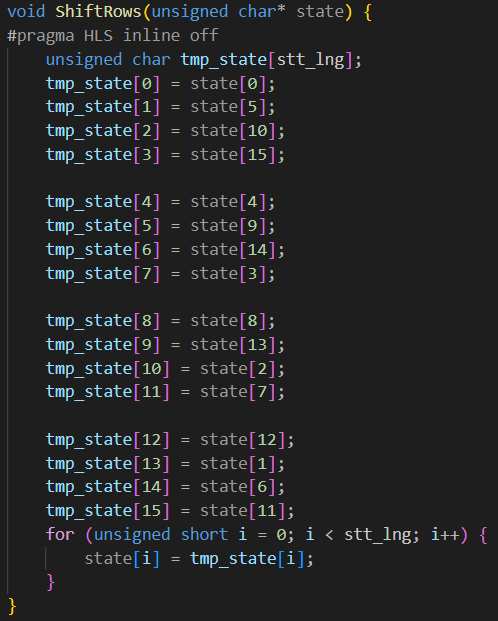 void ShiftRows(unsigned char* state) {
#pragma HLS inline off
    unsigned char tmp_state[stt_lng];
    tmp_state[0] = state[0];
    tmp_state[1] = state[5];
    tmp_state[2] = state[10];
    tmp_state[3] = state[15];

    tmp_state[4] = state[4];
    tmp_state[5] = state[9];
    tmp_state[6] = state[14];
    tmp_state[7] = state[3];

    tmp_state[8] = state[8];
    tmp_state[9] = state[13];
    tmp_state[10] = state[2];
    tmp_state[11] = state[7];

    tmp_state[12] = state[12];
    tmp_state[13] = state[1];
    tmp_state[14] = state[6];
    tmp_state[15] = state[11];
    for (unsigned short i = 0; i < stt_lng; i++) {
        state[i] = tmp_state[i];
    }
}